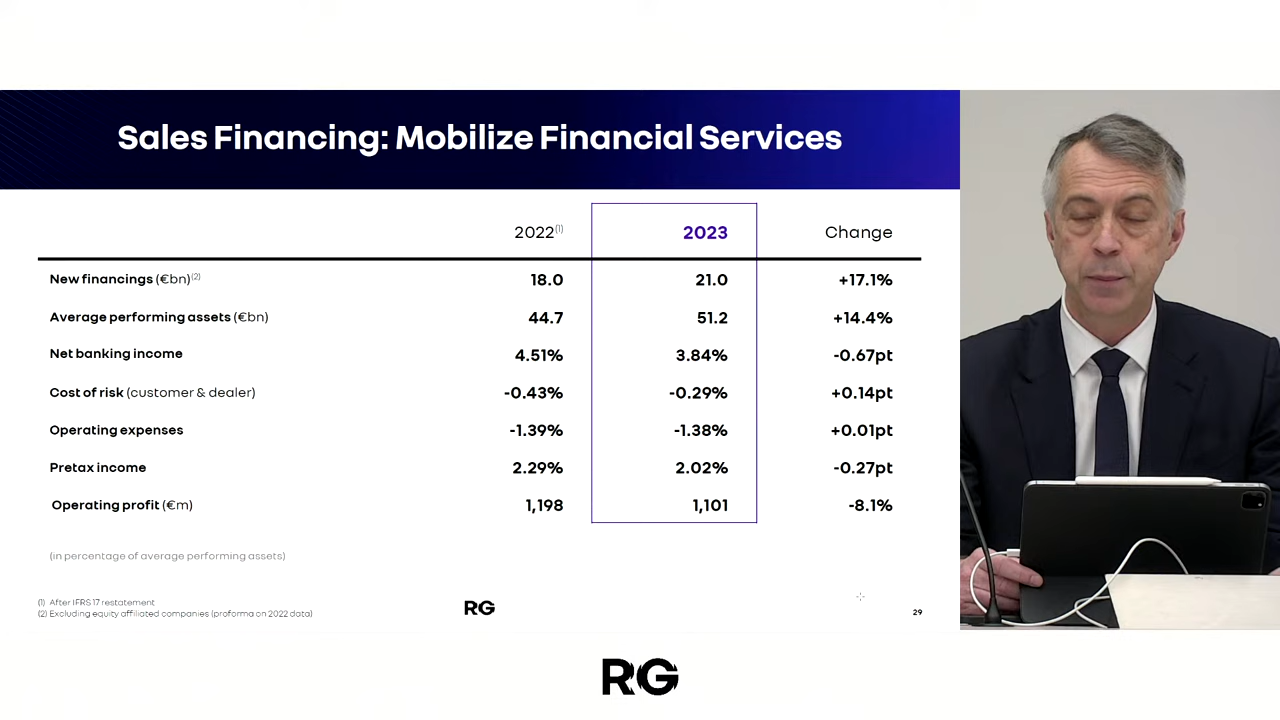 Sales Financing: Mobilize Financial Services
2022(1) 2023 Change
New financings (€bn)(2) 18.0 21.0 +17.1%
Average performing assets (€bn) 44.7 51.2 +14.4%
Net banking income 4.51% 3.84% -0.67pt
Cost of risk (customer & dealer) -0.43% -0.29% +0.14pt
Operating expenses -1.39% -1.38% +0.01pt
Pretax income 2.29% 2.02% -0.27pt
Operating profit (€m) 1,198 1,101 -8.1%
(in percentage of average performing assets)
(1) After IFRS 17 restatement
(2) Excluding equity affiliated companies (proforma on 2022 data)
RG
29
RG